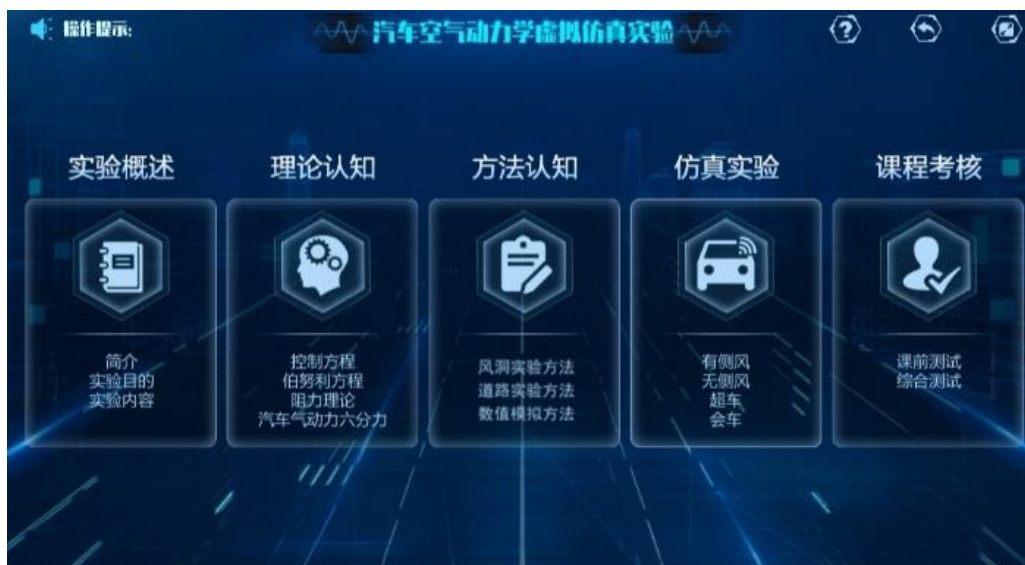 操作提示:
汽车空气动力学虚拟仿真实验
实验概述
理论认知
方法认知
仿真实验
课程考核
简介
实验目的
实验内容
控制方程
伯努利方程
阻力理论
汽车气动力六分力
风洞实验方法
道路实验方法
数值模拟方法
有侧风
无侧风
超车
会车
课前测试
综合测试